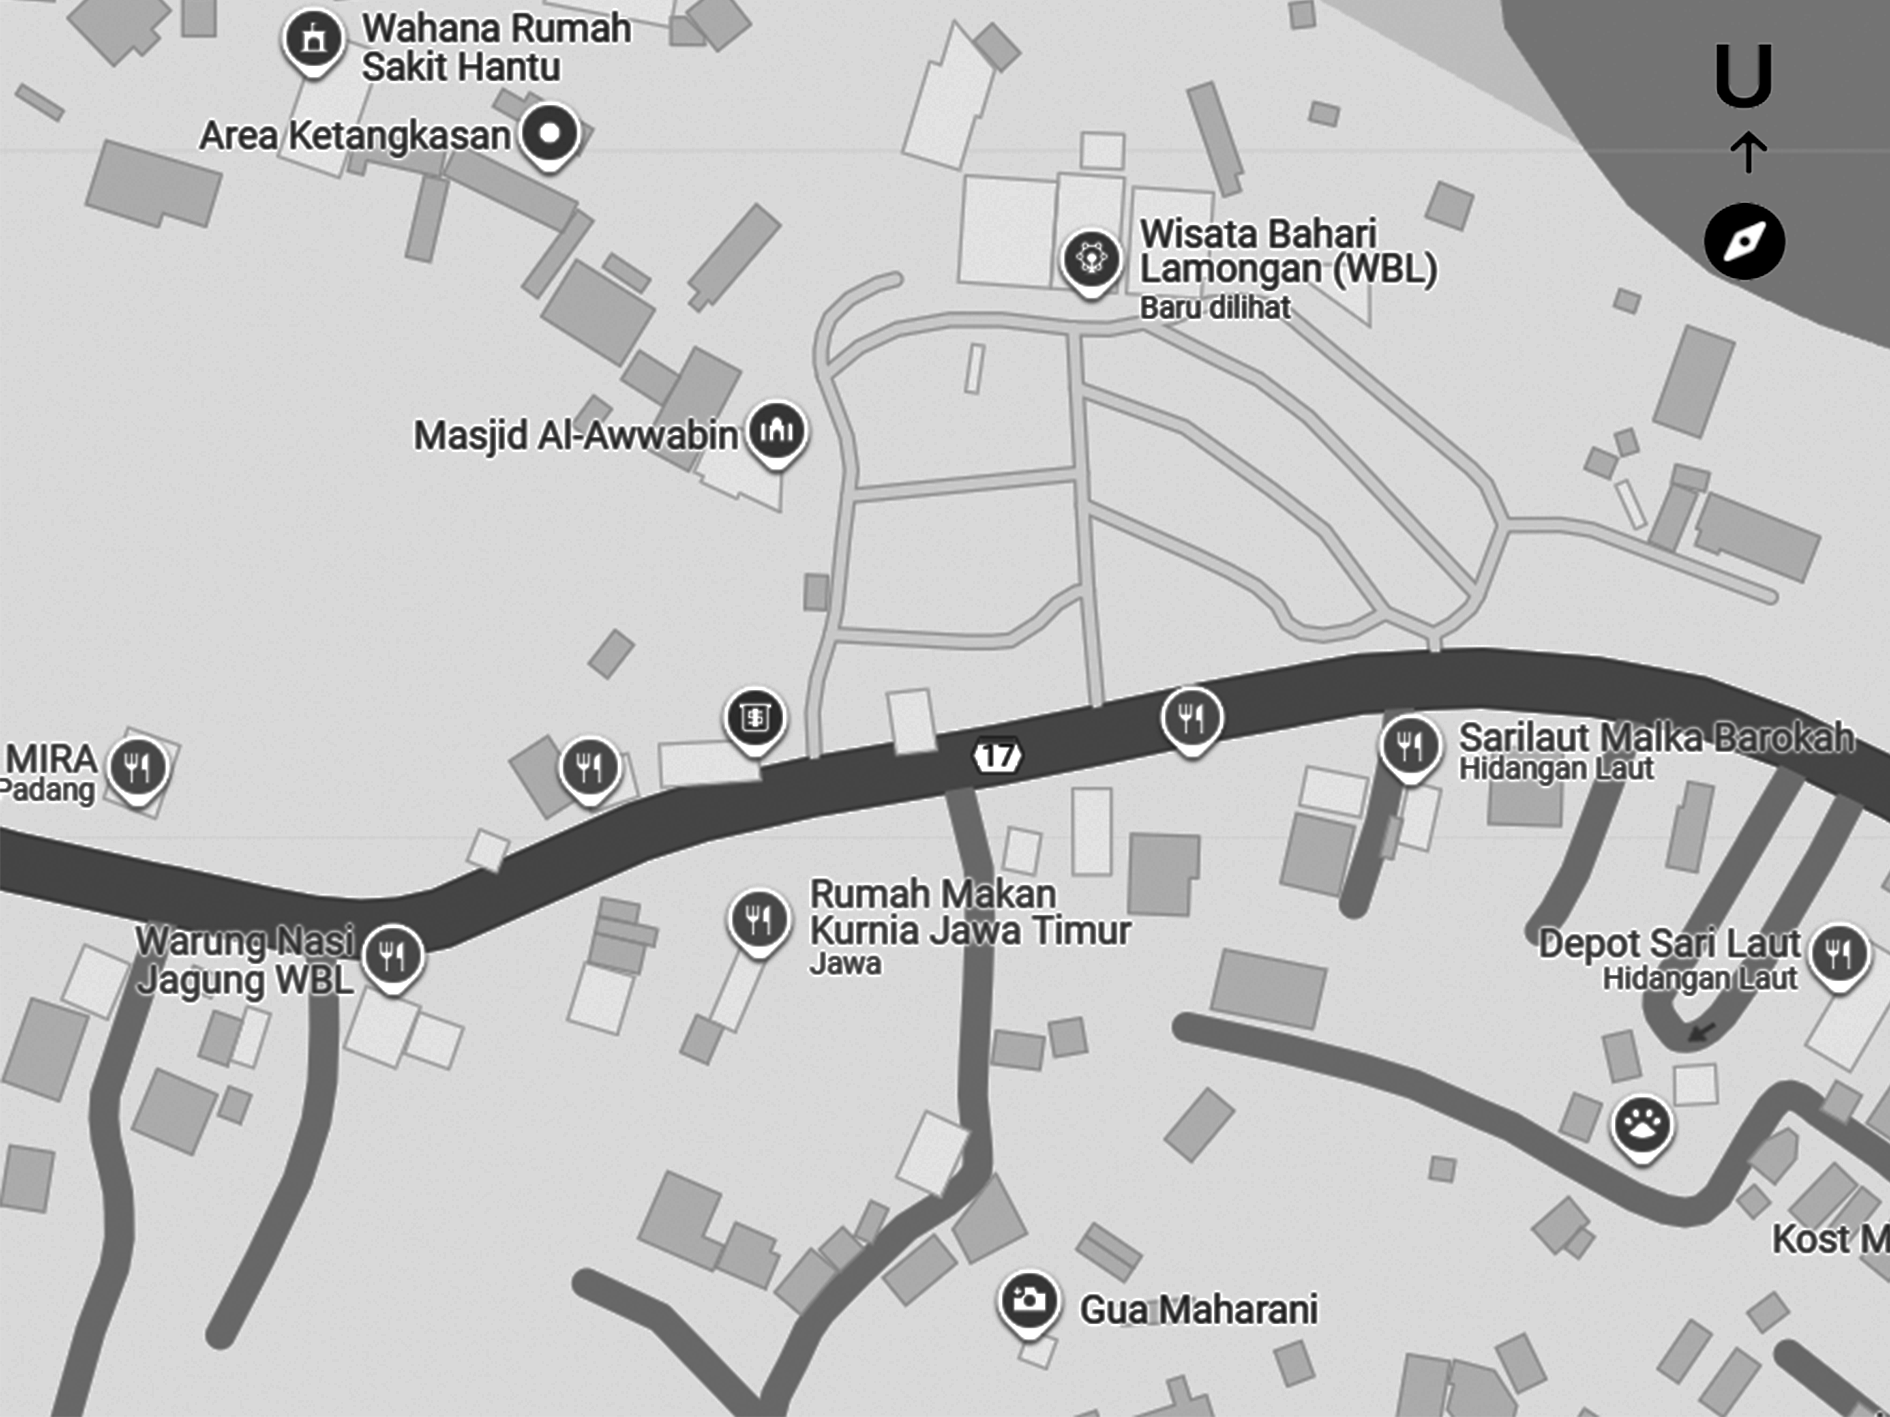 Wahana Rumah
Sakit Hantu
Area Ketangkasan
U
Wisata Bahari
Lamongan (WBL)
Baru dilihat
Masjid Al-Awwabin
17
MIRA
Padang
Sarilaut Malka Barokah
Hidangan Laut
Rumah Makan
Kurnia Jawa Timur
Jawa
Warung Nasi
Jagung WBL
Depot Sari Laut
Hidangan Laut
Kost M
Gua Maharani